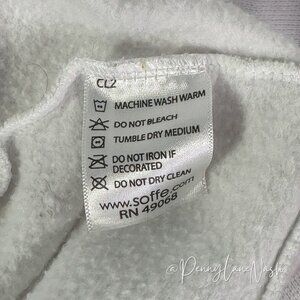 CL2
MACHINE WASH WARM
DO NOT BLEACH
TUMBLE DRY MEDIUM
DO NOT IRON IF
DECORATED
DO NOT DRY CLEAN
www.soffe.com
RN 49068
@PennyLaneNash